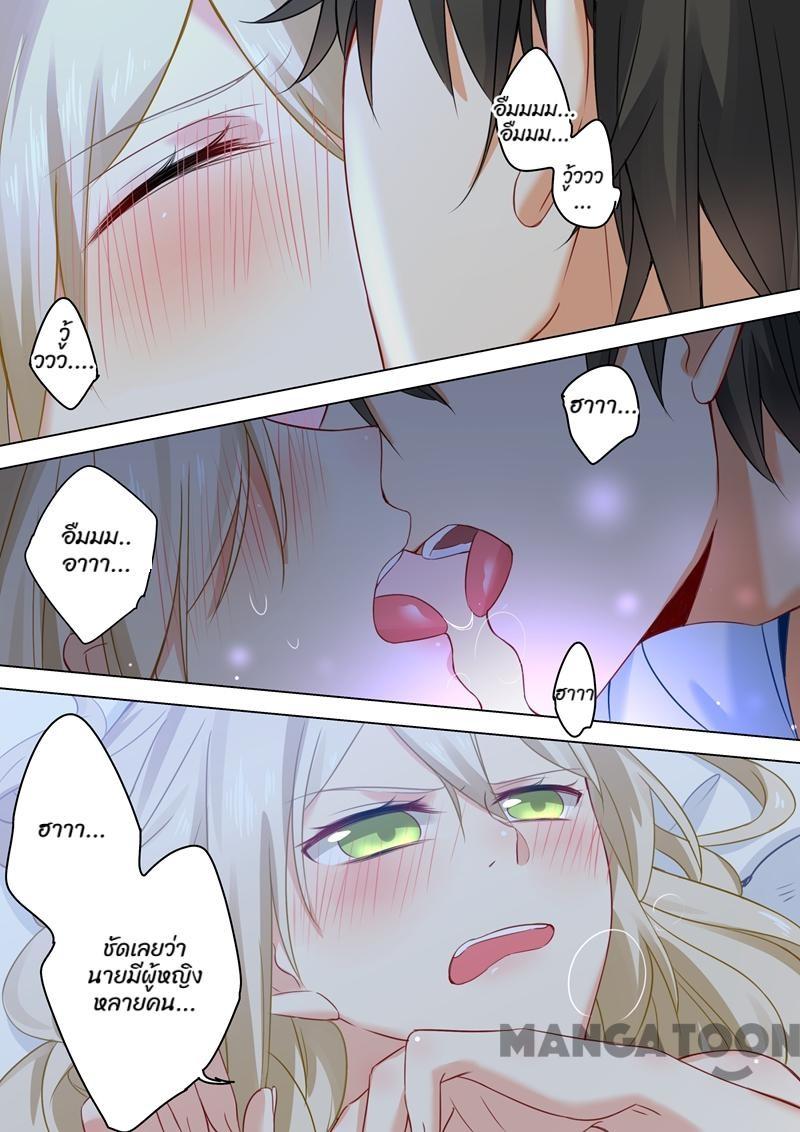 อืมมมม...
อืมมม...
วู้ววว
...
วู้
ววว....
ฮาาา...
อืมมม..
อาาา...
ฮาาา
ฮาาา...
ชัดเลยว่า
นายมีผู้หญิง
หลายคน...
MANGA TOON